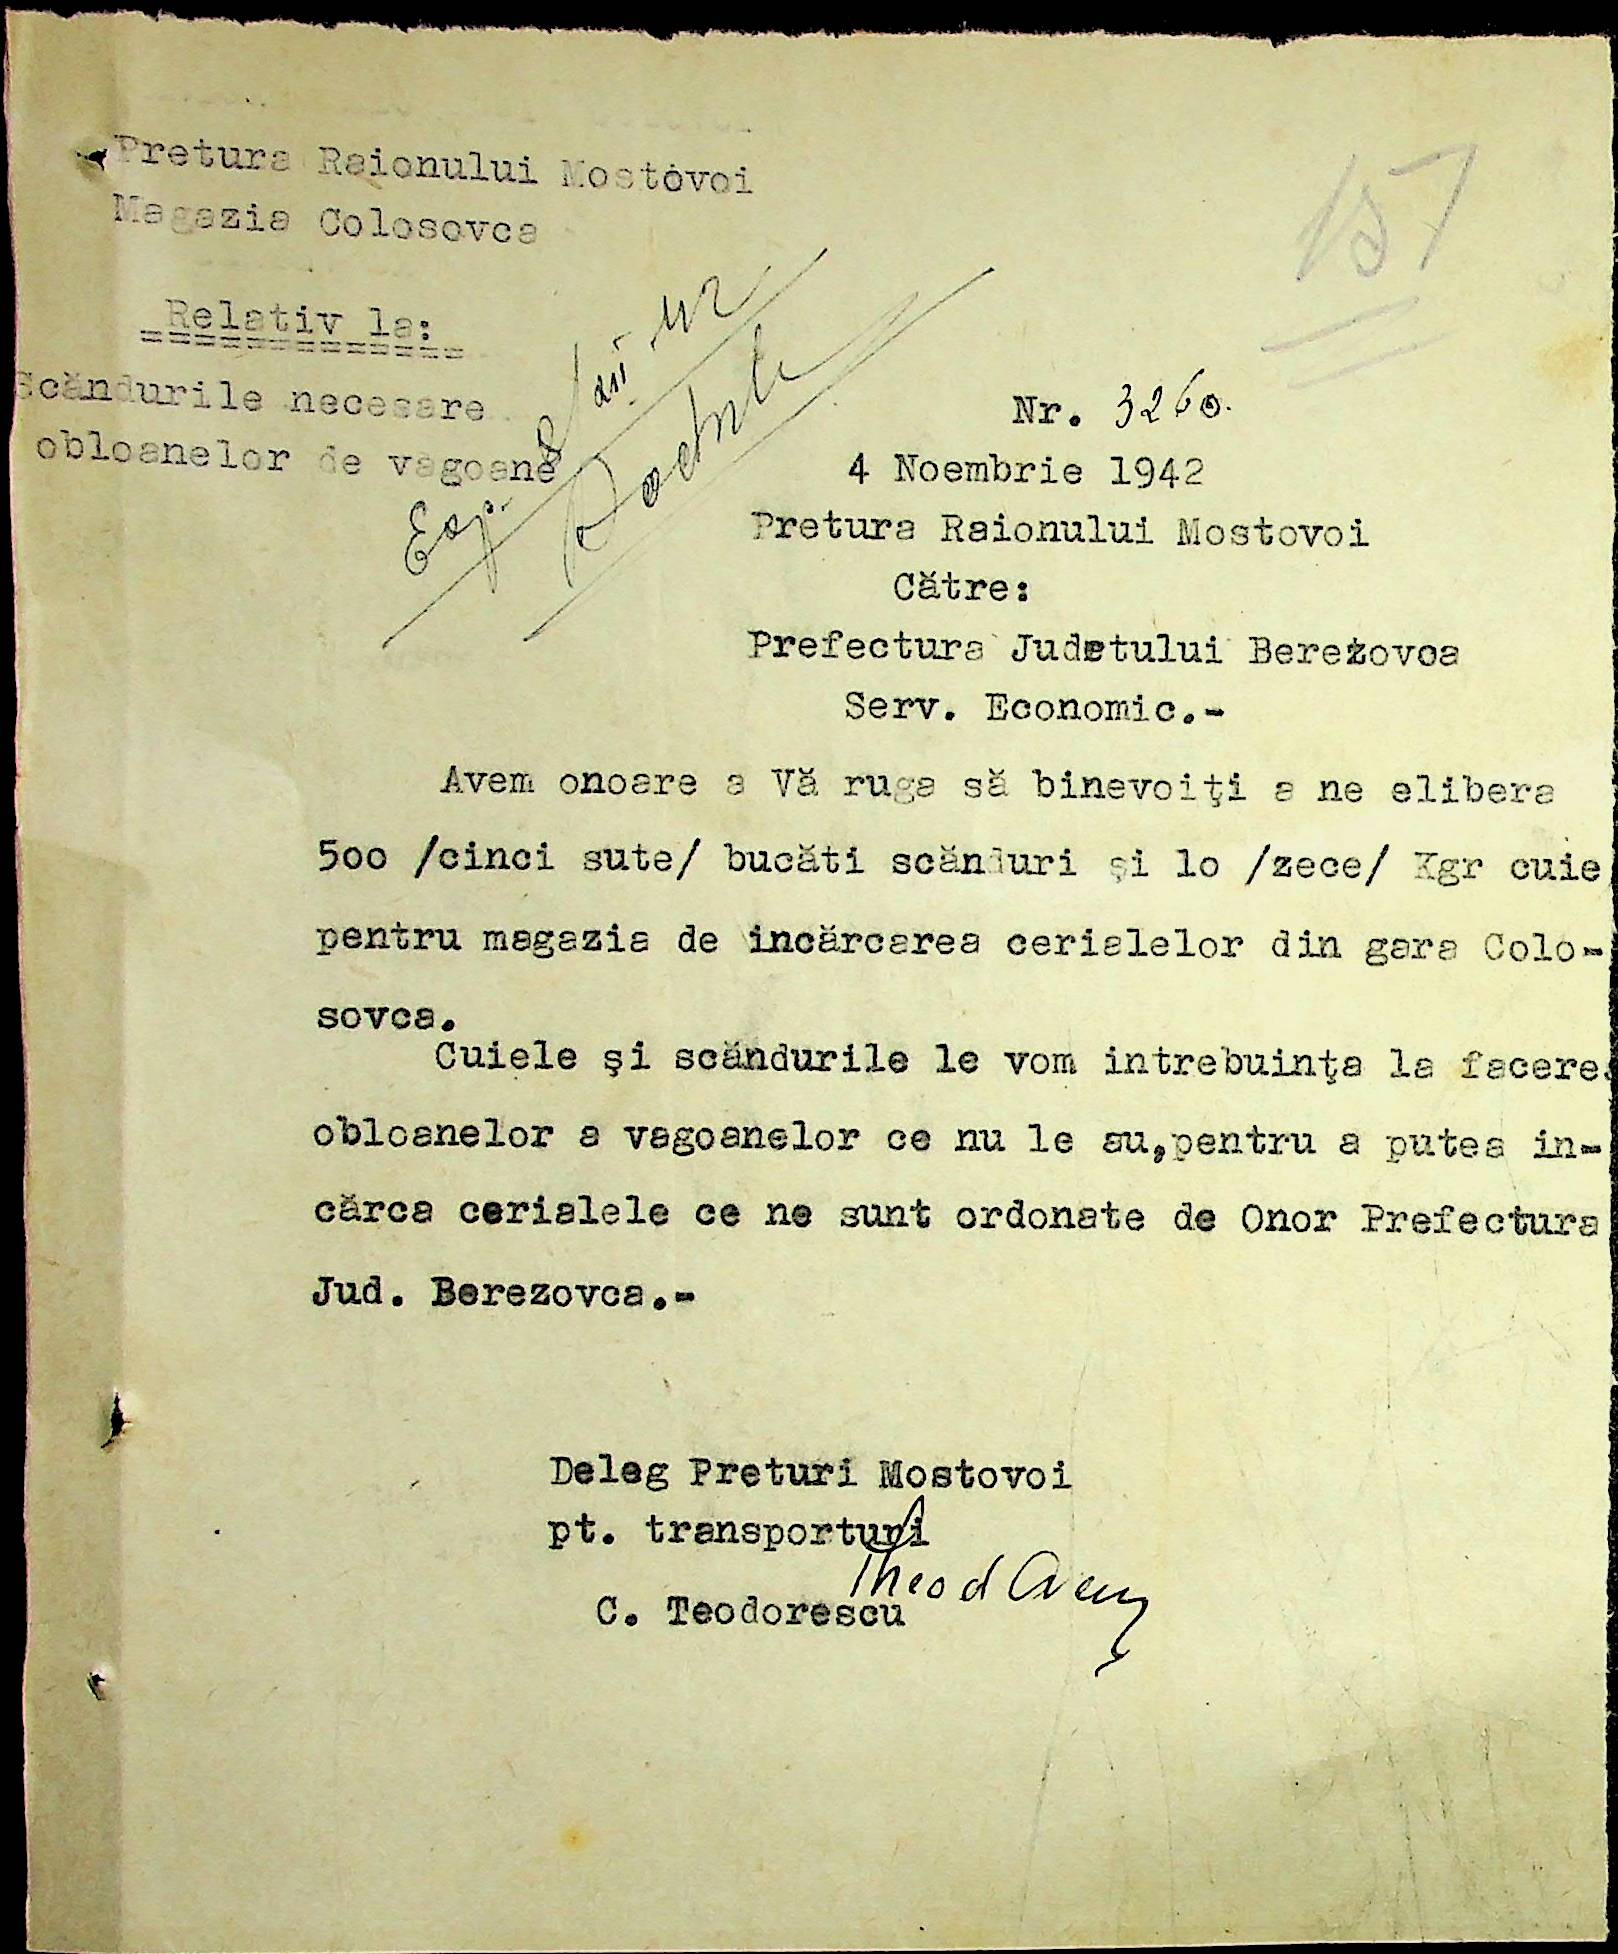 Pretura Raionului Mostovoi
Magazia Colosovca
157
Relativ la:
Scăndurile necesare
obloanelor de vagoane
Nr. 3260.
4 Noembrie 1942
Pretura Raionului Mostovoi
Către:
Prefectura Judetului Berezovca
Serv. Economic.-
Avem onoare a Vă ruga să binevoiţi a ne elibera
5oo /cinci sute/ bucăti scănduri şi lo /zece/ Kgr cuie
pentru magazia de incărcarea cerialelor din gara Colo-
sovca.
Cuiele şi scăndurile le vom intrebuinţa la facerea
obloanelor a vagoanelor ce nu le au,pentru a putea in-
cărca cerialele ce ne sunt ordonate de Onor Prefectura
Jud. Berezovca.-
Deleg Preturi Mostovoi
pt. transporturi
C. Teodorescu